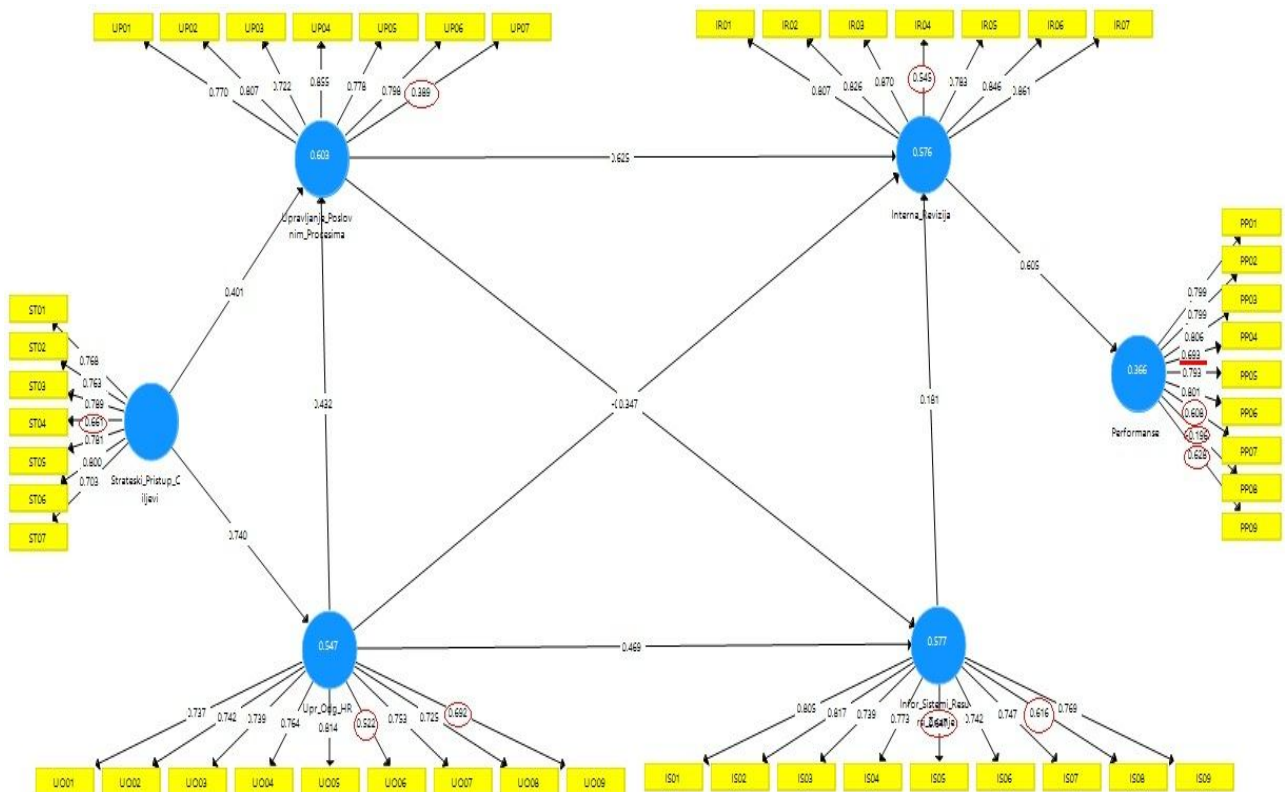 UP01 UP02 UP03 UP04 UP05 UP06 UP07
0.770 0.807 0.722 0.855 0.778 0.798 0.389
0.603
Upravljanje_Poslov
nim_Procesima
IR01 IR02 IR03 IR04 IR05 IR06 IR07
0.807 0.826 0.870 0.545 0.783 0.846 0.861
0.576
Interna_Revizija
0.625
0.401
0.432
0.347
0.181
0.605
ST01
ST02
ST03
ST04
ST05
ST06
ST07
0.768
0.763
0.789
0.661
0.781
0.800
0.703
Strateski_Pristup_C
iljevi
0.740
PP01
PP02
PP03
PP04
PP05
PP06
PP07
PP08
PP09
0.799
0.799
0.806
0.693
0.793
0.801
0.608
-0.196
0.366
Performanse
0.547
Upr_Org_HR
0.469
0.737 0.742 0.739 0.764 0.814 0.522 0.753 0.725 0.692
UO01 UO02 UO03 UO04 UO05 UO06 UO07 UO08 UO09
0.577
Infor_Sistemi_Resu
0.805 0.817 0.739 0.773 0.742 0.747 0.616 0.769
IS01 IS02 IS03 IS04 IS05 IS06 IS07 IS08 IS09